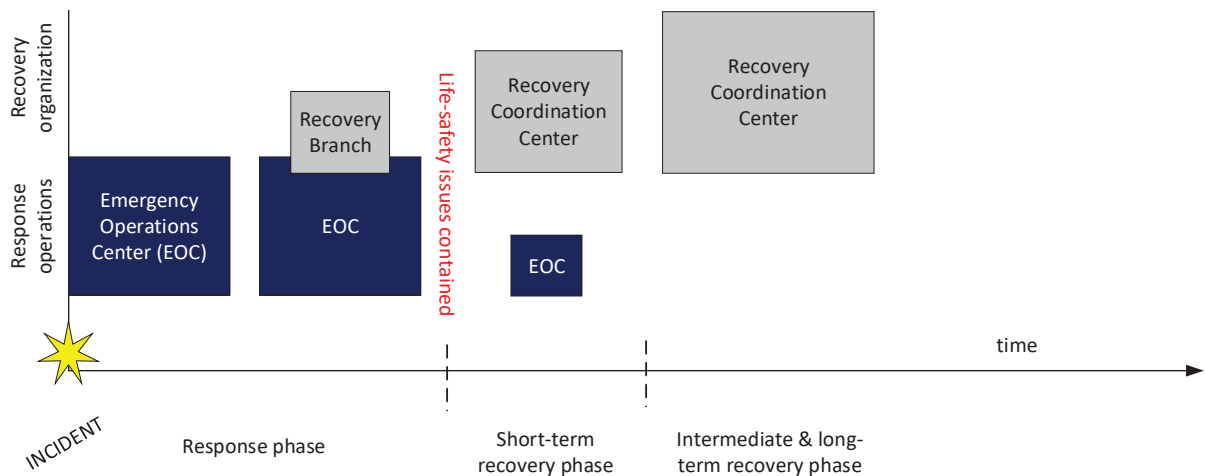 Recovery
organization
Response
operations
Emergency
Operations
Center (EOC)
Recovery
Branch
EOC
Life-safety issues contained
Recovery
Coordination
Center
EOC
Recovery
Coordination
Center
time
INCIDENT
Response phase
Short-term
recovery phase
Intermediate & long-
term recovery phase